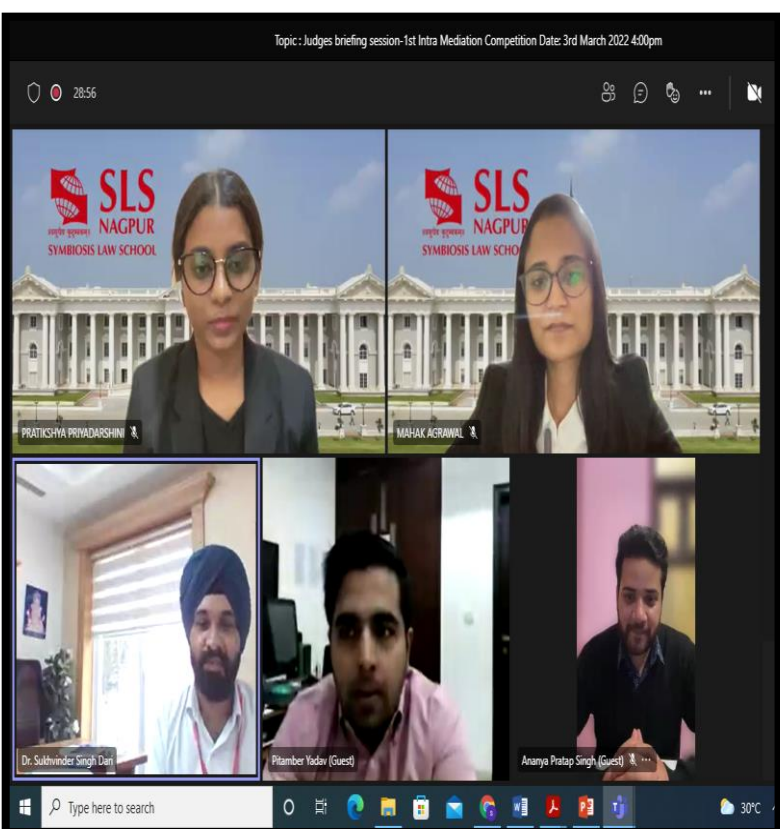 Topic : Judges briefing session-1st Intra Mediation Competition Date: 3rd March 2022 4:00pm
28:56
SLS
NAGPUR
SYMBIOSIS LAW SCHOOL
SLS
NAGPUR
SYMBIOSIS LAW SCHO
PRATIKSHYA PRIYADARSHINI
MAHAK AGRAWAL
Dr. Sukhvinder Singh Dari
Pitamber Yadav (Guest)
Ananya Pratap Singh (Guest)
Type here to search
30°C